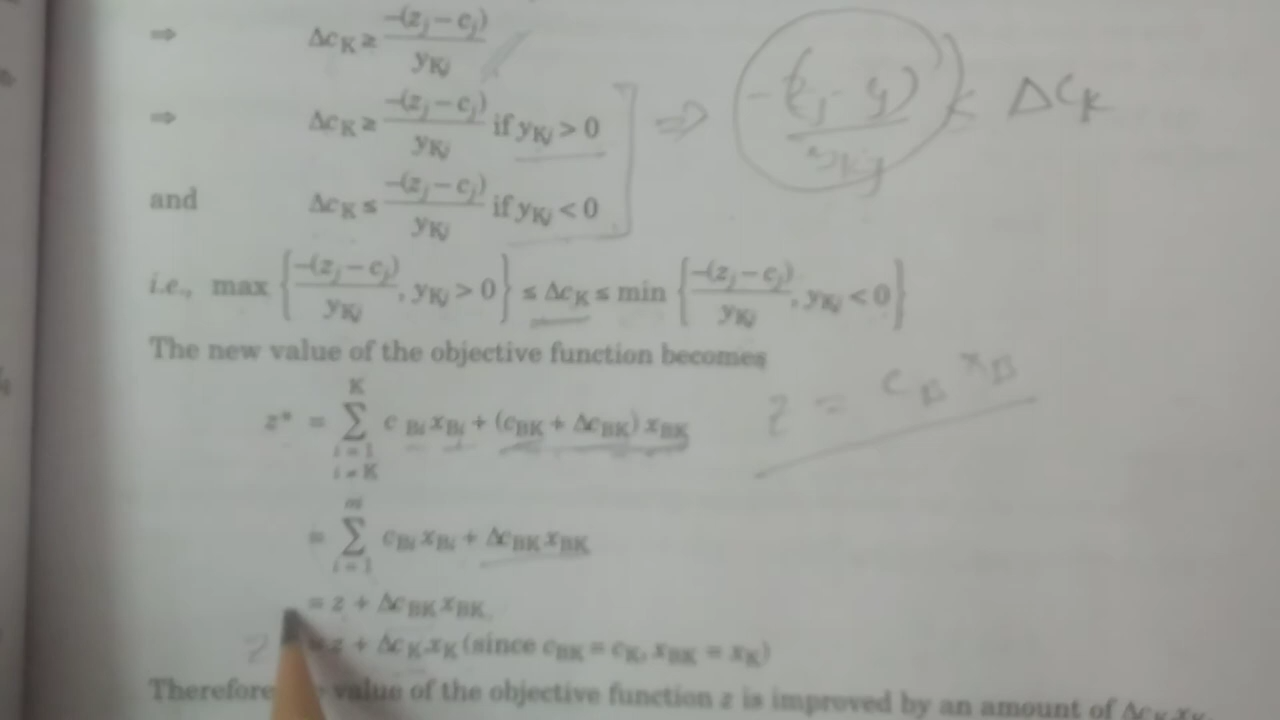 ⇒ Δc_K ≥ −(z_j − c_j) / y_Kj
⇒ Δc_K ≥ −(z_j − c_j) / y_Kj if y_Kj > 0
and Δc_K ≤ −(z_j − c_j) / y_Kj if y_Kj < 0
⇒ −(z_j − c_j) / y_Kj ≤ Δc_K
i.e., max { −(z_j − c_j) / y_Kj , y_Kj > 0 } ≤ Δc_K ≤ min { −(z_j − c_j) / y_Kj , y_Kj < 0 }
The new value of the objective function becomes
z = c_B x_B
z* = Σ_{i = 1, i ≠ K}^{K} c_Bi x_Bi + (c_BK + Δc_BK) x_BK
= Σ_{i = 1}^{m} c_Bi x_Bi + Δc_BK x_BK
= z + Δc_BK x_BK.
= z + Δc_K x_K (since c_BK = c_K, x_BK = x_K)
Therefore value of the objective function z is improved by an amount of Δc_K x_K